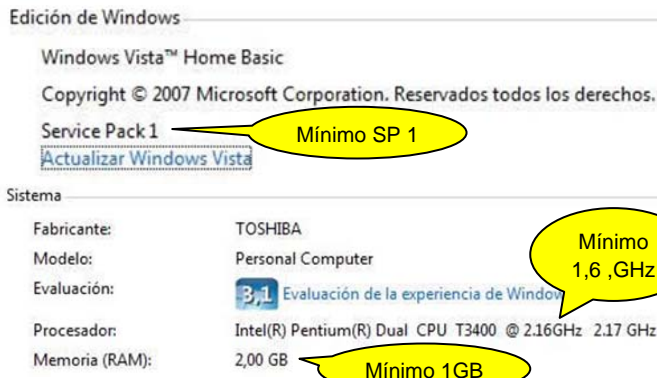 Edición de Windows
Windows Vista™ Home Basic
Copyright © 2007 Microsoft Corporation. Reservados todos los derechos.
Service Pack 1
Mínimo SP 1
Actualizar Windows Vista
Sistema
Fabricante: TOSHIBA
Modelo: Personal Computer
Mínimo
1,6 ,GHz
Evaluación: 3,1 Evaluación de la experiencia de Window
Procesador: Intel(R) Pentium(R) Dual CPU T3400 @ 2.16GHz 2.17 GHz
Memoria (RAM): 2,00 GB
Mínimo 1GB